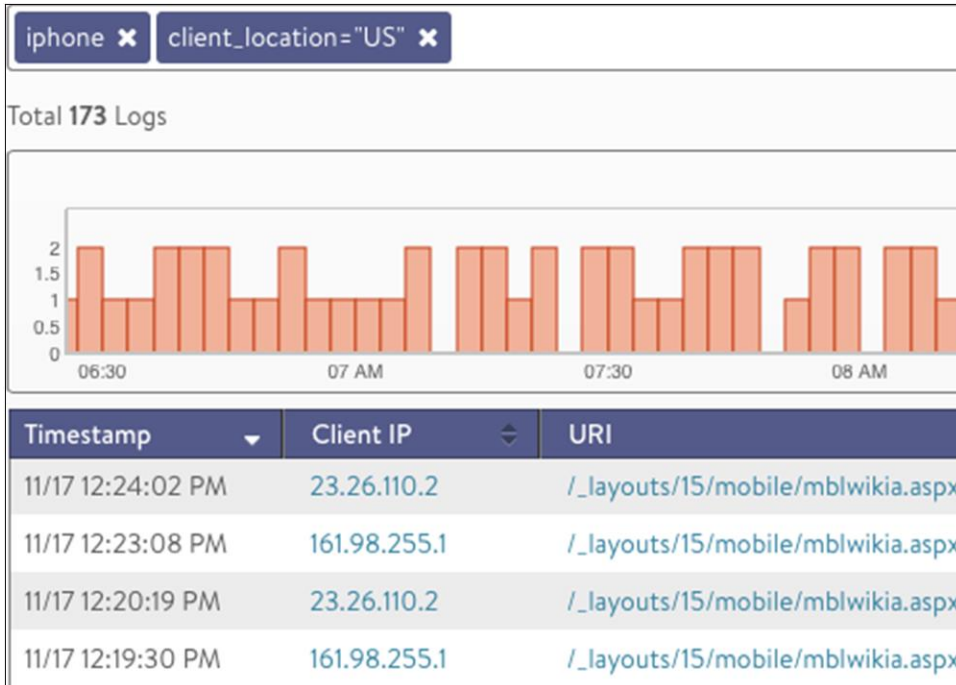 iphone ✖ client_location="US" ✖
Total 173 Logs
2
1.5
1
0.5
0
06:30 07 AM 07:30 08 AM
Timestamp Client IP URI
11/17 12:24:02 PM 23.26.110.2 /_layouts/15/mobile/mblwikia.aspx
11/17 12:23:08 PM 161.98.255.1 /_layouts/15/mobile/mblwikia.aspx
11/17 12:20:19 PM 23.26.110.2 /_layouts/15/mobile/mblwikia.aspx
11/17 12:19:30 PM 161.98.255.1 /_layouts/15/mobile/mblwikia.aspx